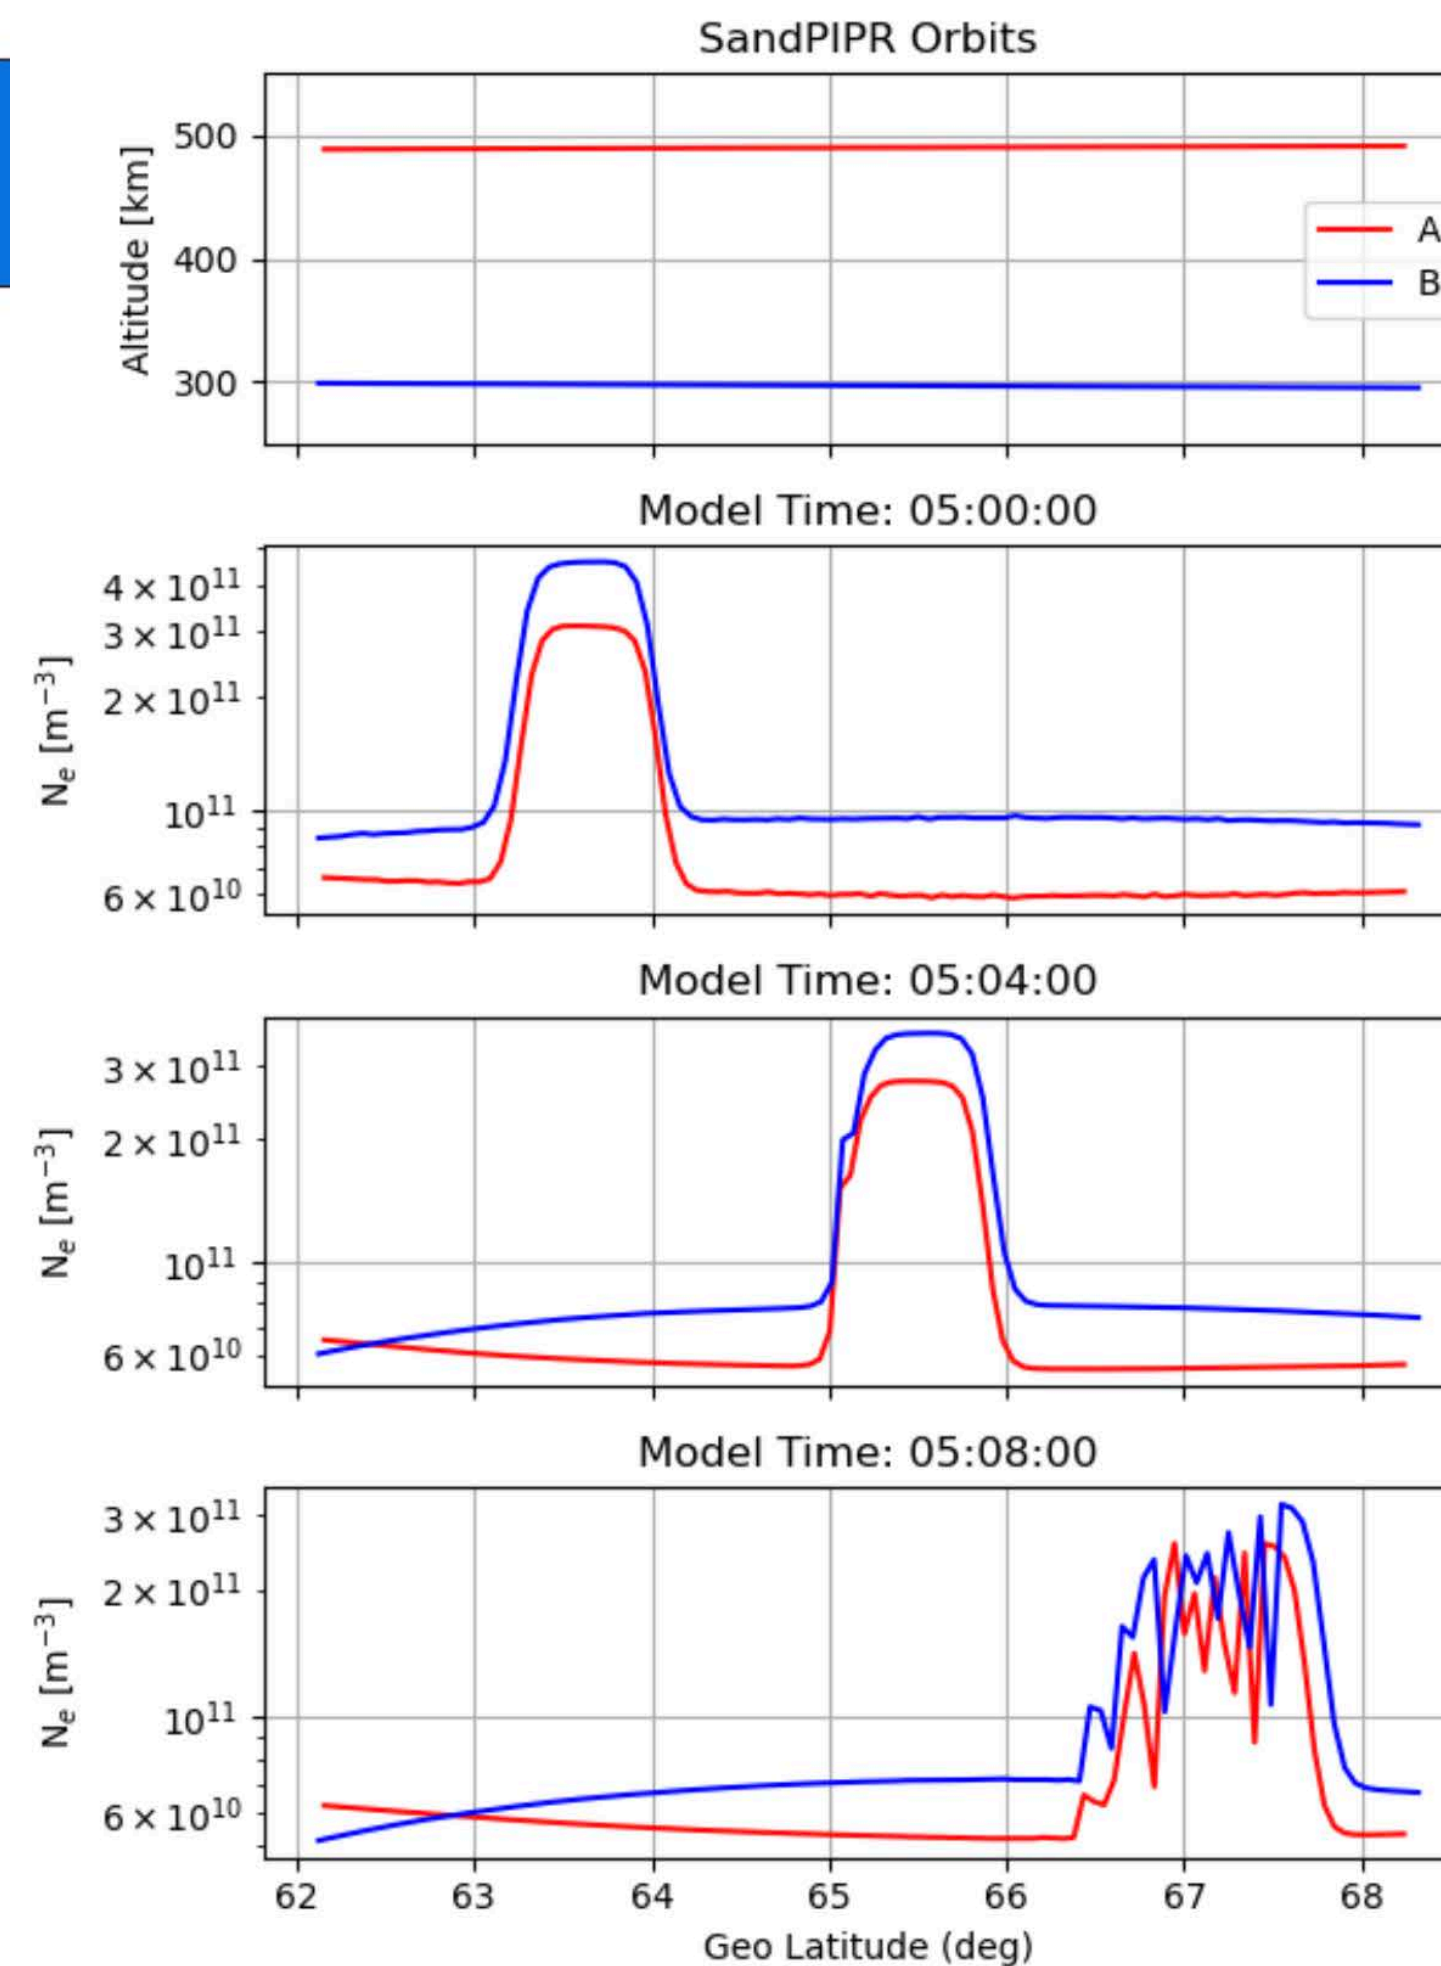 SandPIPR Orbits
Altitude [km]
500
400
300
A
B
Model Time: 05:00:00
Nₑ [m⁻³]
4 × 10¹¹
3 × 10¹¹
2 × 10¹¹
10¹¹
6 × 10¹⁰
Model Time: 05:04:00
Nₑ [m⁻³]
3 × 10¹¹
2 × 10¹¹
10¹¹
6 × 10¹⁰
Model Time: 05:08:00
Nₑ [m⁻³]
3 × 10¹¹
2 × 10¹¹
10¹¹
6 × 10¹⁰
62 63 64 65 66 67 68
Geo Latitude (deg)